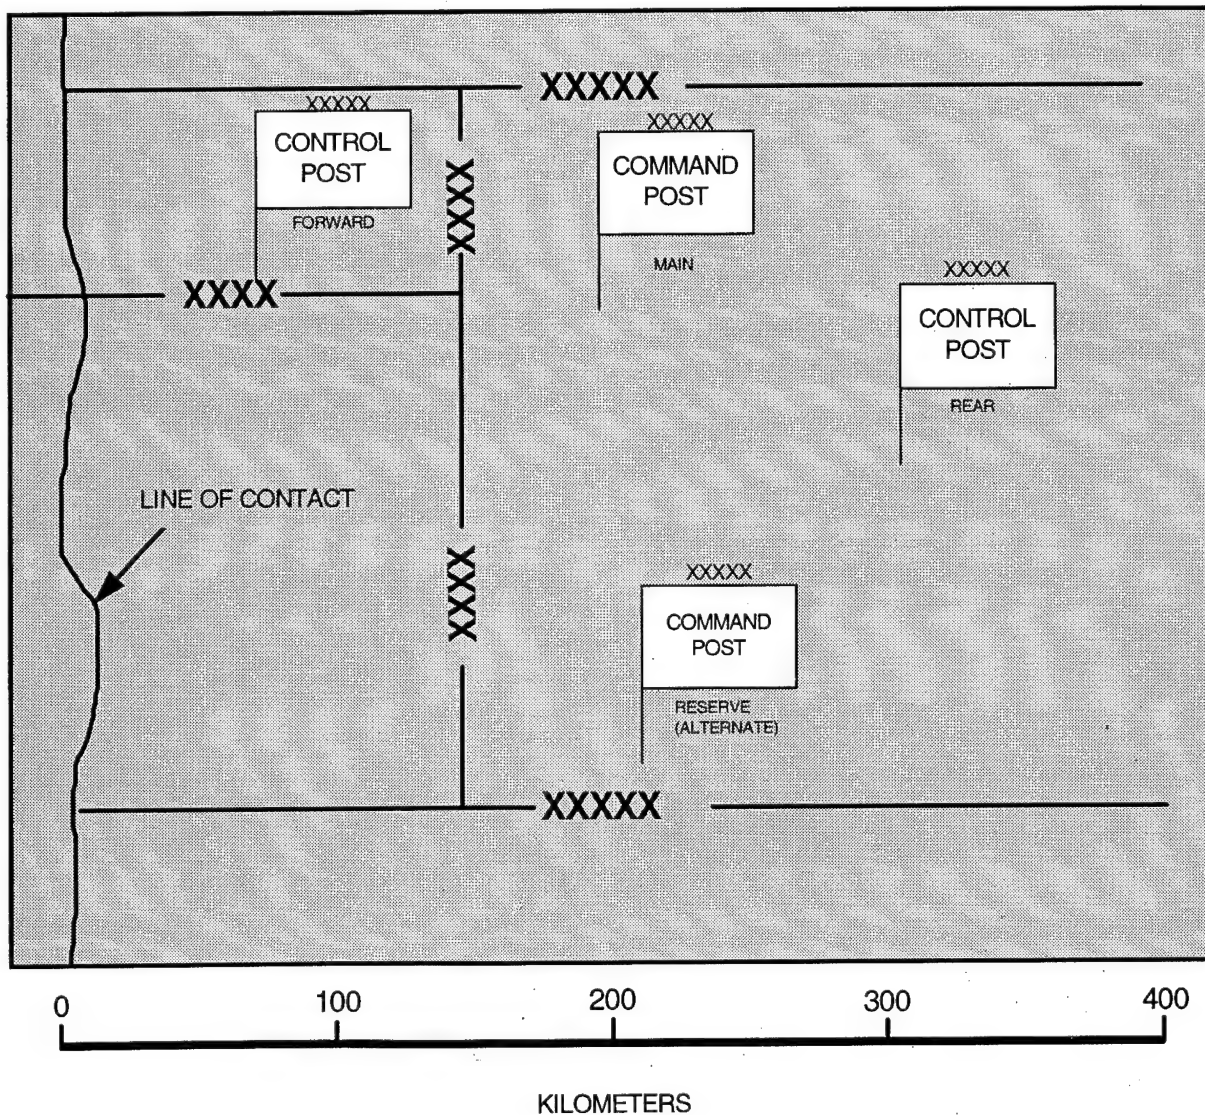 XXXXX
XXXXX
CONTROL
POST
FORWARD
XXXX
XXXXX
COMMAND
POST
MAIN
XXXX
XXXXX
CONTROL
POST
REAR
LINE OF CONTACT
XXXX
XXXXX
COMMAND
POST
RESERVE
(ALTERNATE)
XXXXX
0 100 200 300 400
KILOMETERS